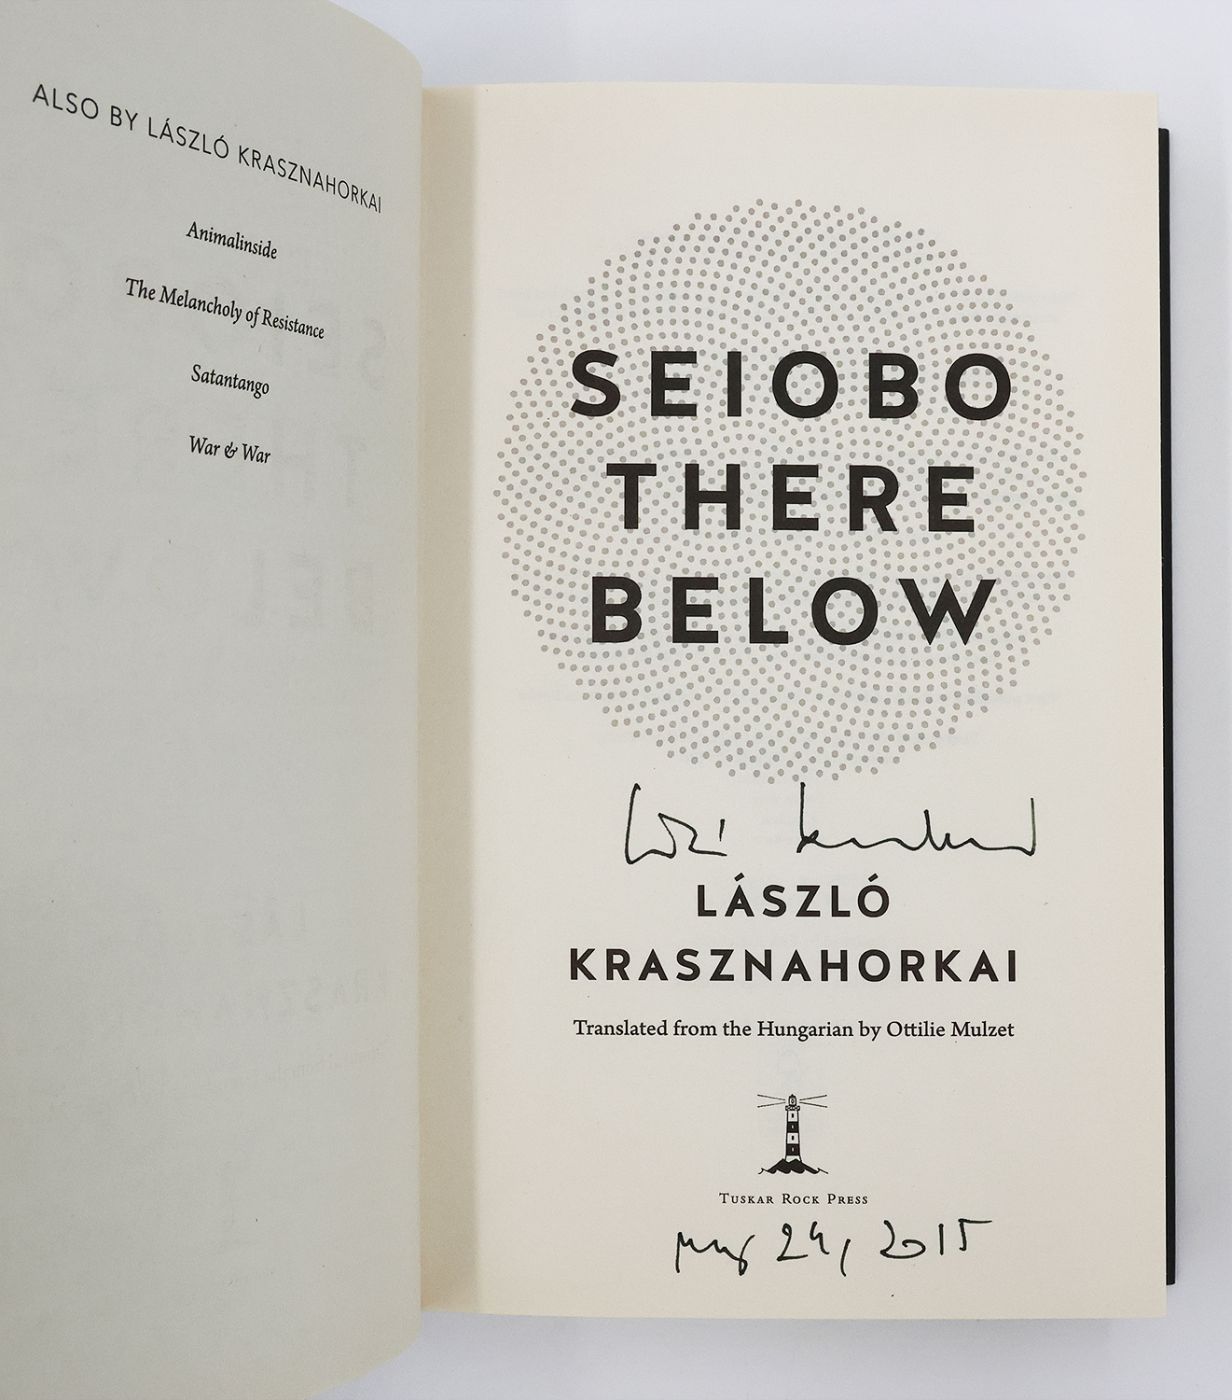 ALSO BY LÁSZLÓ KRASZNAHORKAI
Animalinside
The Melancholy of Resistance
Satantango
War & War
SEIOBO
THERE
BELOW
LÁSZLÓ
KRASZNAHORKAI
Translated from the Hungarian by Ottilie Mulzet
TUSKAR ROCK PRESS
24, 2015